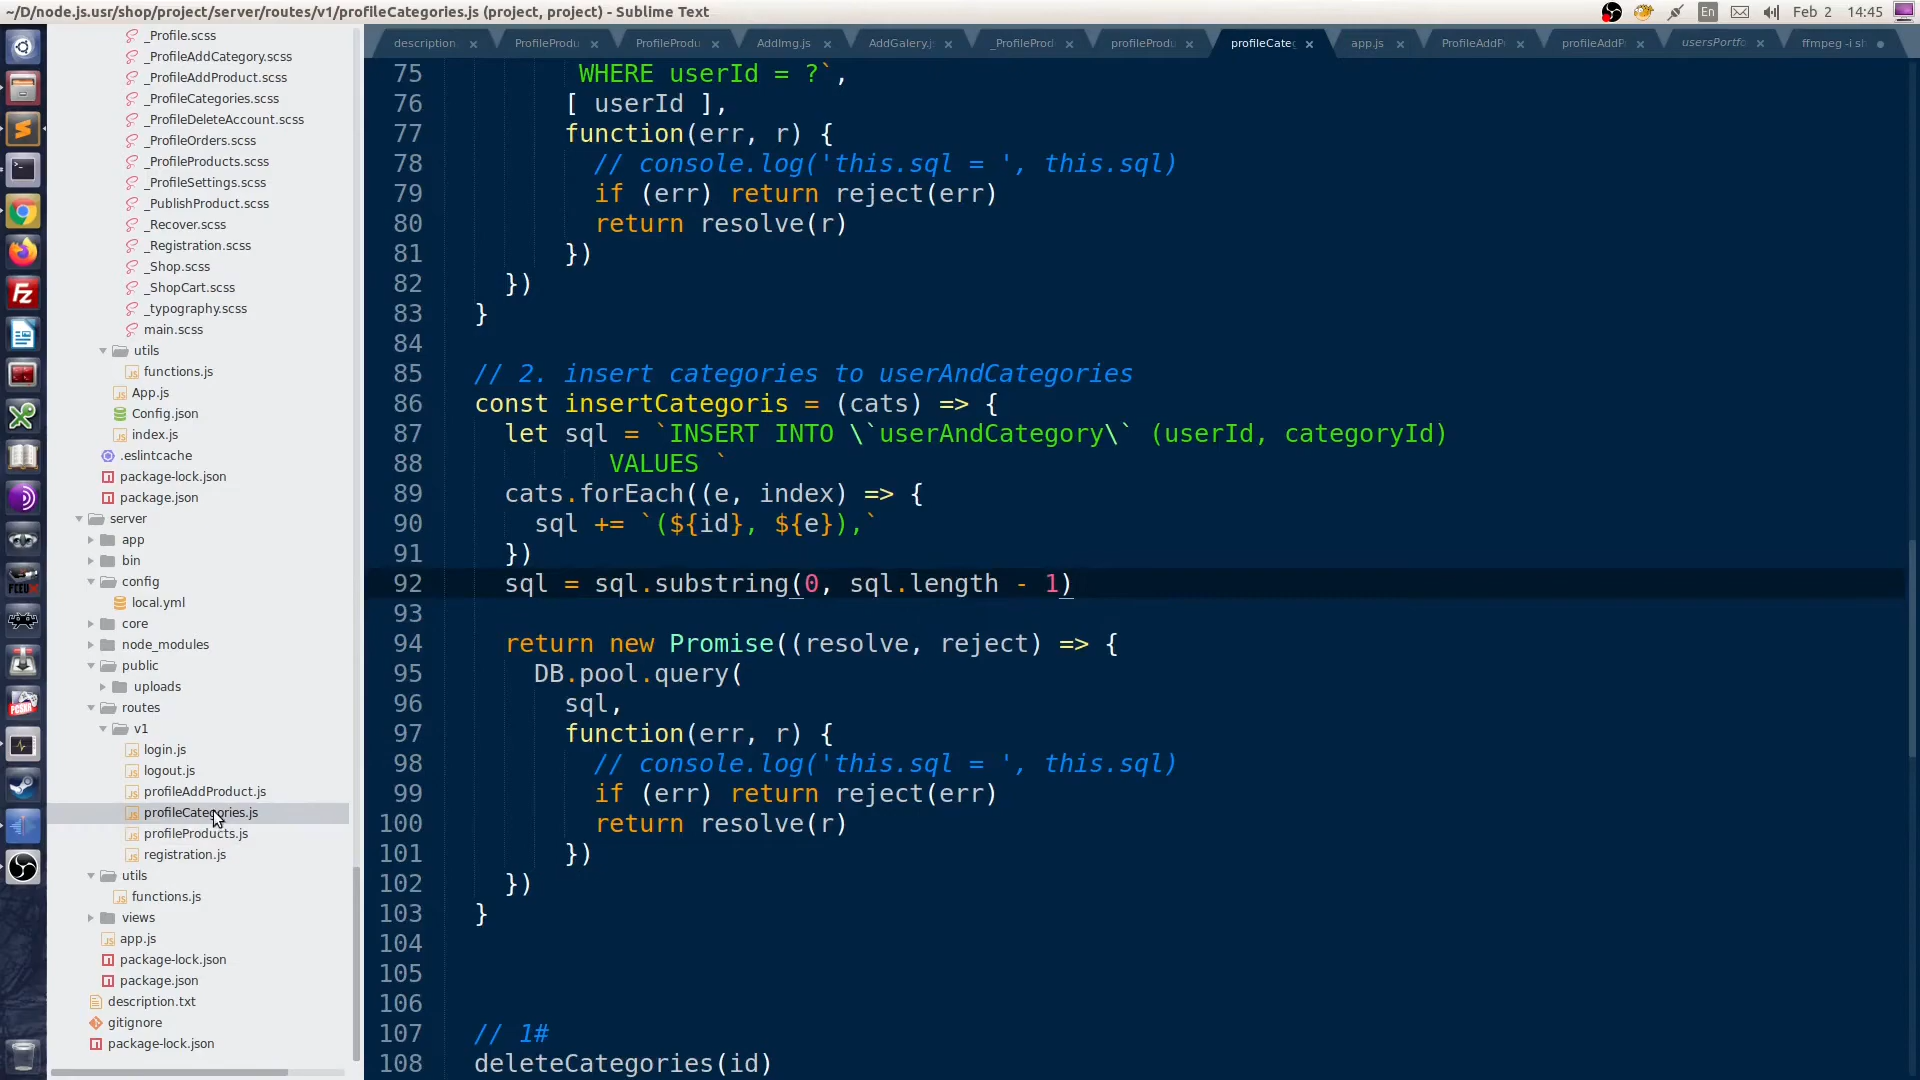 ~/D/node.js.usr/shop/project/server/routes/v1/profileCategories.js (project, project) - Sublime Text
En
Feb 2 14:45
description
ProfileProdu
ProfileProdu
AddImg.js
AddGalery.j
_ProfileProd
profileProdu
profileCate
app.js
ProfileAddP
profileAddP
usersPortfo
ffmpeg -i sh
_Profile.scss
_ProfileAddCategory.scss
_ProfileAddProduct.scss
_ProfileCategories.scss
_ProfileDeleteAccount.scss
_ProfileOrders.scss
_ProfileProducts.scss
_ProfileSettings.scss
_PublishProduct.scss
_Recover.scss
_Registration.scss
_Shop.scss
_ShopCart.scss
_typography.scss
main.scss
utils
functions.js
App.js
Config.json
index.js
.eslintcache
package-lock.json
package.json
server
app
bin
config
local.yml
core
node_modules
public
uploads
routes
v1
login.js
logout.js
profileAddProduct.js
profileCategories.js
profileProducts.js
registration.js
utils
functions.js
views
app.js
package-lock.json
package.json
description.txt
gitignore
package-lock.json
75 WHERE userId = ?`,
76 [ userId ],
77 function(err, r) {
78 // console.log('this.sql = ', this.sql)
79 if (err) return reject(err)
80 return resolve(r)
81 })
82 })
83 }
84
85 // 2. insert categories to userAndCategories
86 const insertCategoris = (cats) => {
87 let sql = `INSERT INTO \`userAndCategory\` (userId, categoryId)
88 VALUES `
89 cats.forEach((e, index) => {
90 sql += `(${id}, ${e}),`
91 })
92 sql = sql.substring(0, sql.length - 1)
93
94 return new Promise((resolve, reject) => {
95 DB.pool.query(
96 sql,
97 function(err, r) {
98 // console.log('this.sql = ', this.sql)
99 if (err) return reject(err)
100 return resolve(r)
101 })
102 })
103 }
104
105
106
107 // 1#
108 deleteCategories(id)